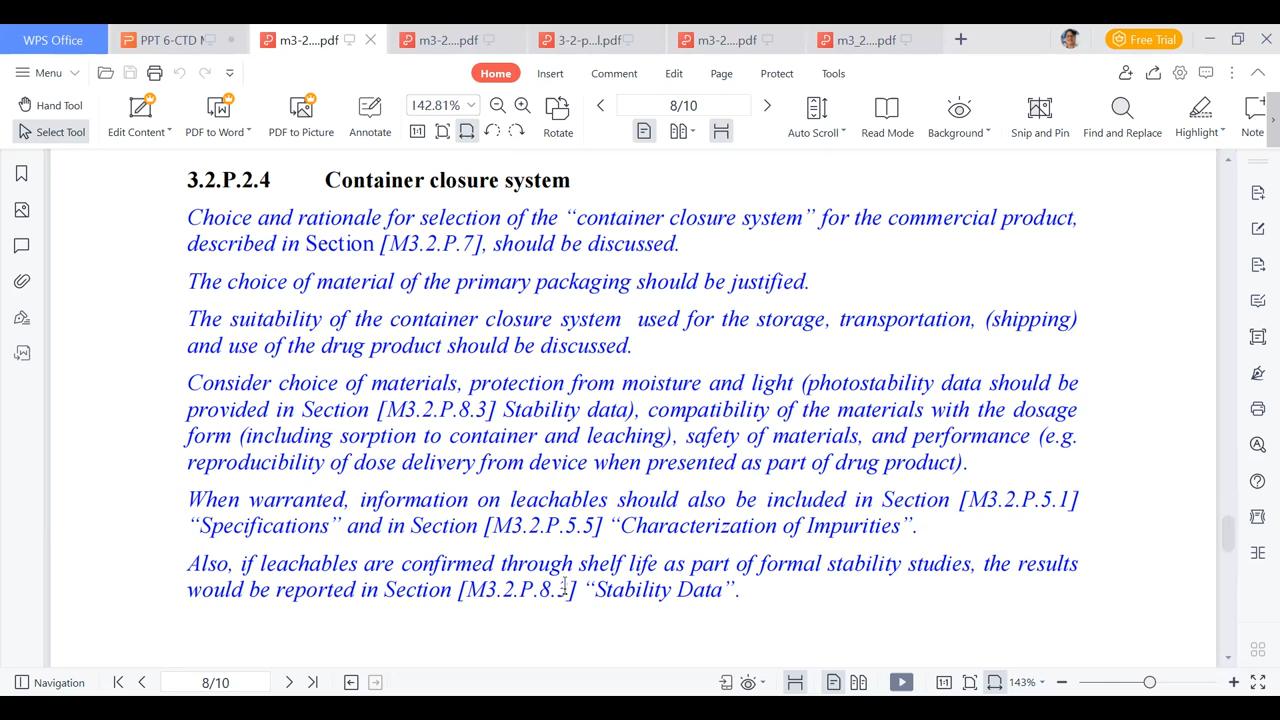 WPS Office
PPT 6-CTD M
m3-2....pdf
m3-2....pdf
3-2-p...l.pdf
m3-2....pdf
m3_2....pdf
Free Trial
Menu
Home
Insert
Comment
Edit
Page
Protect
Tools
Hand Tool
Select Tool
Edit Content
PDF to Word
PDF to Picture
Annotate
142.81%
1:1
Rotate
8/10
Auto Scroll
Read Mode
Background
Snip and Pin
Find and Replace
Highlight
Note
3.2.P.2.4 Container closure system
Choice and rationale for selection of the “container closure system” for the commercial product,
described in Section [M3.2.P.7], should be discussed.
The choice of material of the primary packaging should be justified.
The suitability of the container closure system used for the storage, transportation, (shipping)
and use of the drug product should be discussed.
Consider choice of materials, protection from moisture and light (photostability data should be
provided in Section [M3.2.P.8.3] Stability data), compatibility of the materials with the dosage
form (including sorption to container and leaching), safety of materials, and performance (e.g.
reproducibility of dose delivery from device when presented as part of drug product).
When warranted, information on leachables should also be included in Section [M3.2.P.5.1]
“Specifications” and in Section [M3.2.P.5.5] “Characterization of Impurities”.
Also, if leachables are confirmed through shelf life as part of formal stability studies, the results
would be reported in Section [M3.2.P.8.3] “Stability Data”.
Navigation
8/10
1:1
143%